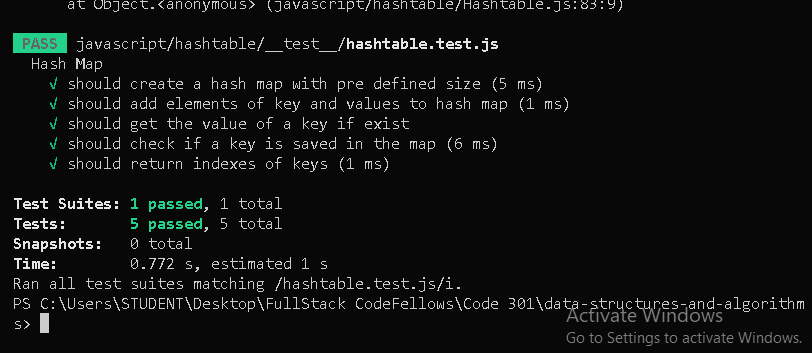 at Object.<anonymous> (javascript/hashtable/Hashtable.js:83:9)
PASS javascript/hashtable/__test__/hashtable.test.js
Hash Map
√ should create a hash map with pre defined size (5 ms)
√ should add elements of key and values to hash map (1 ms)
√ should get the value of a key if exist
√ should check if a key is saved in the map (6 ms)
√ should return indexes of keys (1 ms)
Test Suites: 1 passed, 1 total
Tests: 5 passed, 5 total
Snapshots: 0 total
Time: 0.772 s, estimated 1 s
Ran all test suites matching /hashtable.test.js/i.
PS C:\Users\STUDENT\Desktop\FullStack CodeFellows\Code 301\data-structures-and-algorithm
s>
Activate Windows
Go to Settings to activate Windows.